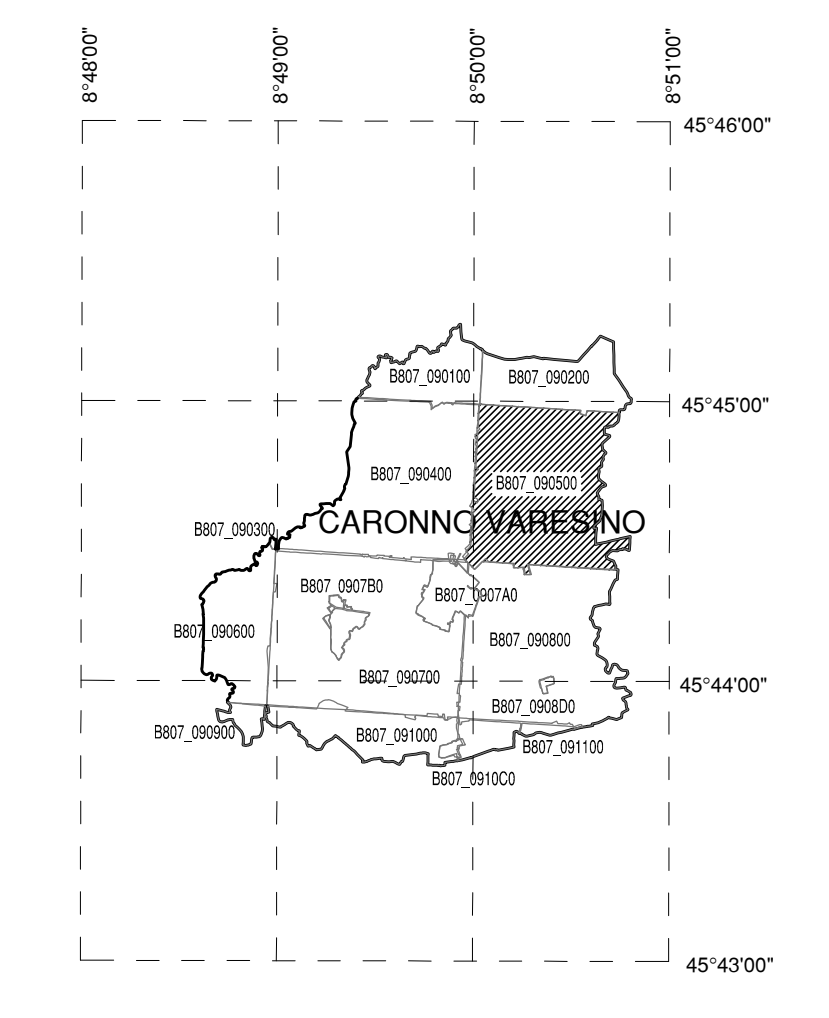 8°48'00"
8°49'00"
8°50'00"
8°51'00"
45°46'00"
B807_090100
B807_090200
45°45'00"
B807_090400
B807_090500
CARONNO VARESINO
B807_090300
B807_0907B0
B807_0907A0
B807_090600
B807_090800
B807_090700
45°44'00"
B807_0908D0
B807_090900
B807_091000
B807_091100
B807_0910C0
45°43'00"